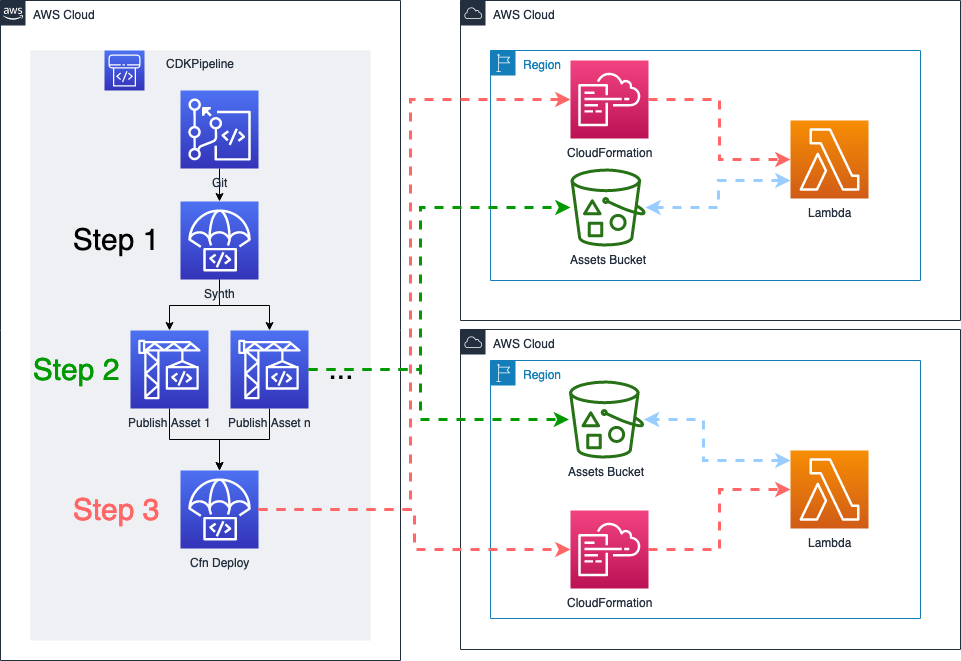 aws
AWS Cloud
CDKPipeline
Git
Step 1
Synth
Step 2
...
Publish Asset 1
Publish Asset n
Step 3
Cfn Deploy
AWS Cloud
Region
CloudFormation
Lambda
Assets Bucket
AWS Cloud
Region
Assets Bucket
Lambda
CloudFormation